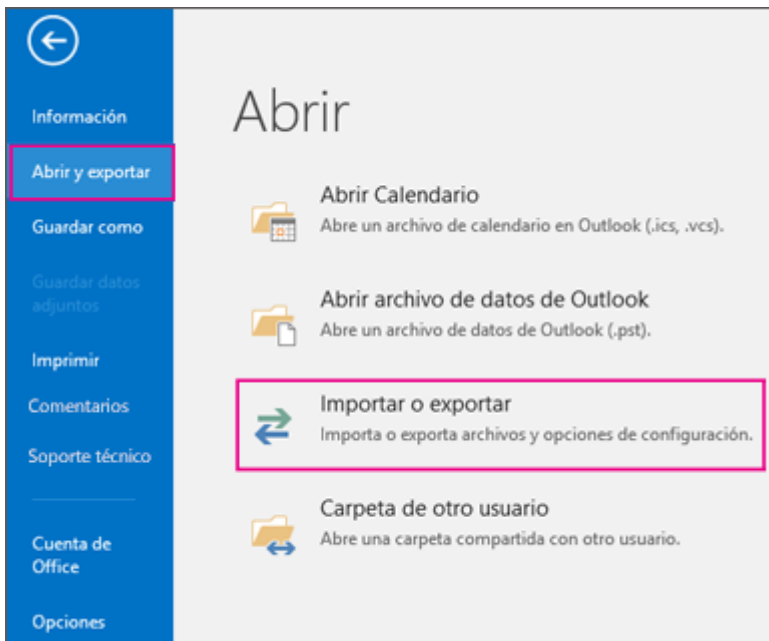 Información
Abrir y exportar
Guardar como
Guardar datos
adjuntos
Imprimir
Comentarios
Soporte técnico
Cuenta de
Office
Opciones
Abrir
Abrir Calendario
Abre un archivo de calendario en Outlook (.ics, .vcs).
Abrir archivo de datos de Outlook
Abre un archivo de datos de Outlook (.pst).
Importar o exportar
Importa o exporta archivos y opciones de configuración.
Carpeta de otro usuario
Abre una carpeta compartida con otro usuario.